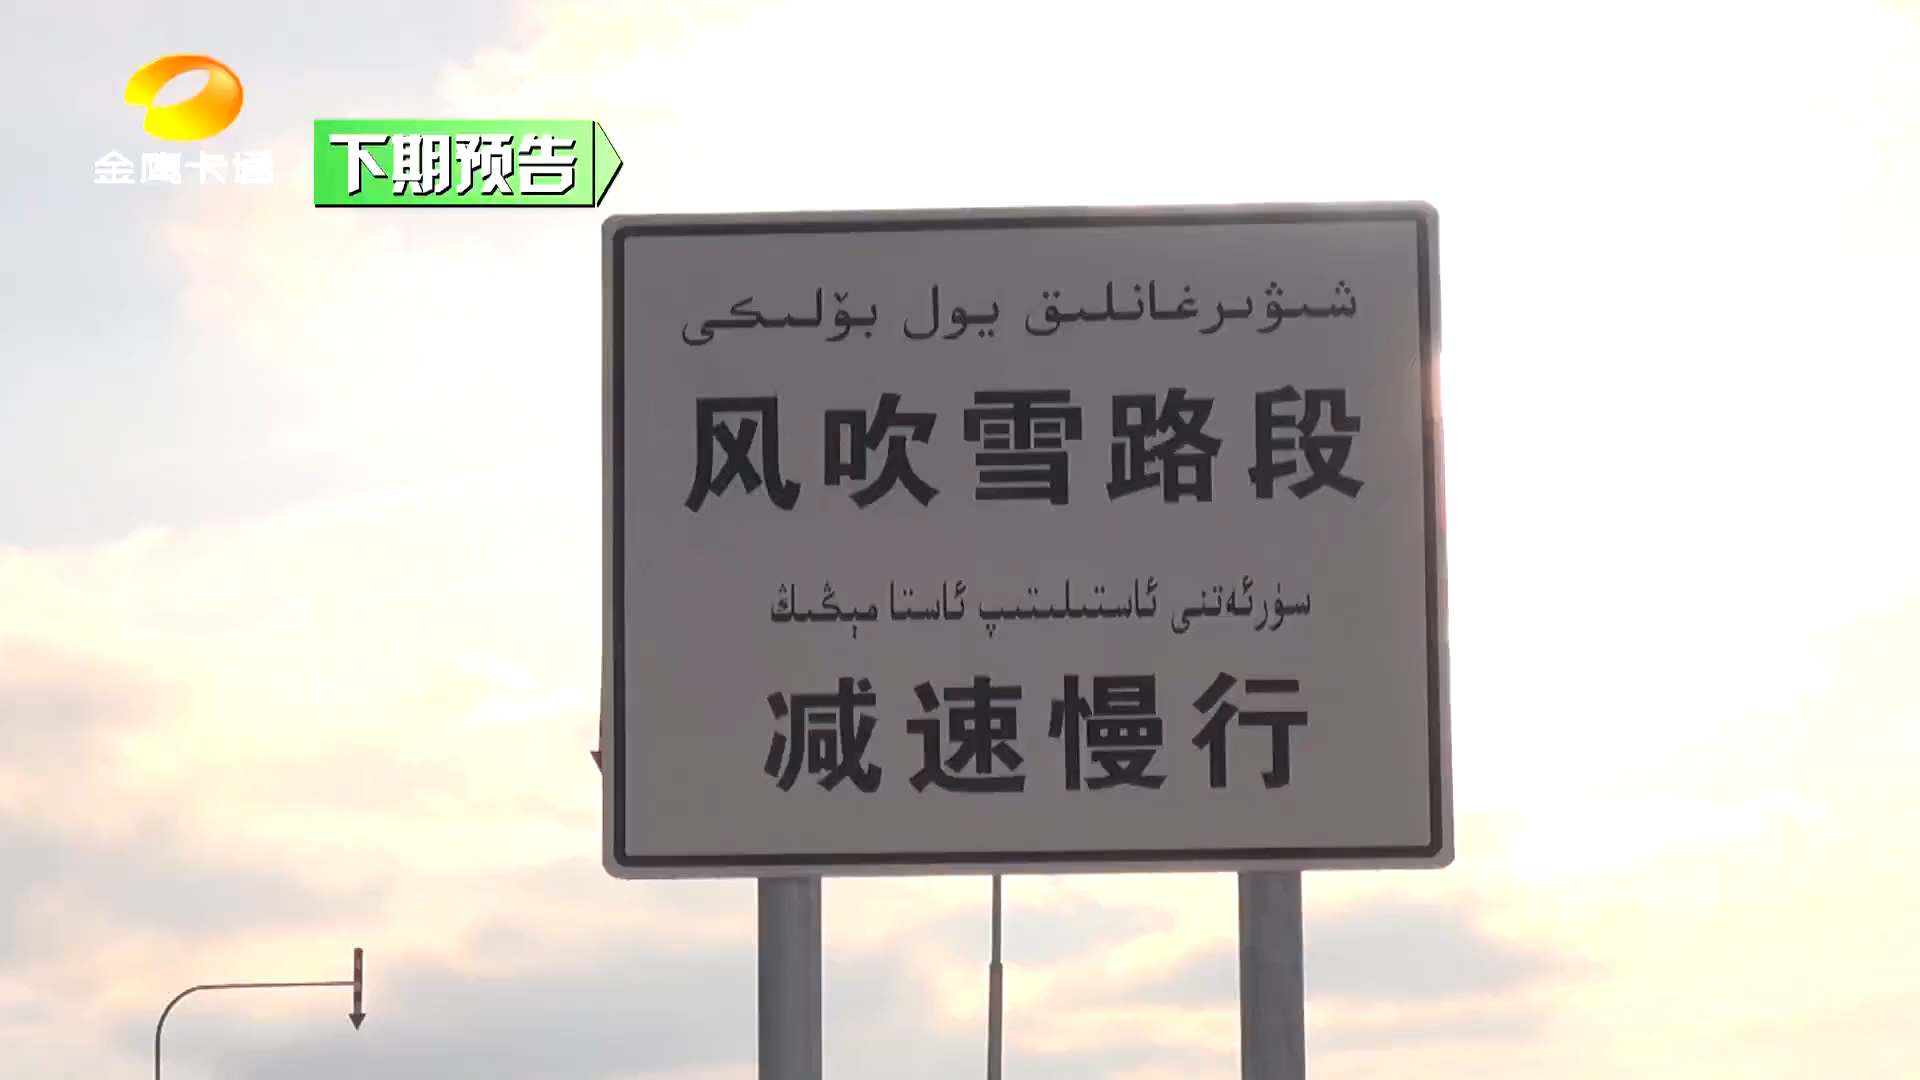 金鹰卡通
下期预告
شىۋىرغانلىق يول بۆلىكى
风吹雪路段
سۈرئەتنى ئاستىلىتىپ ئاستا مېڭىڭ
减速慢行